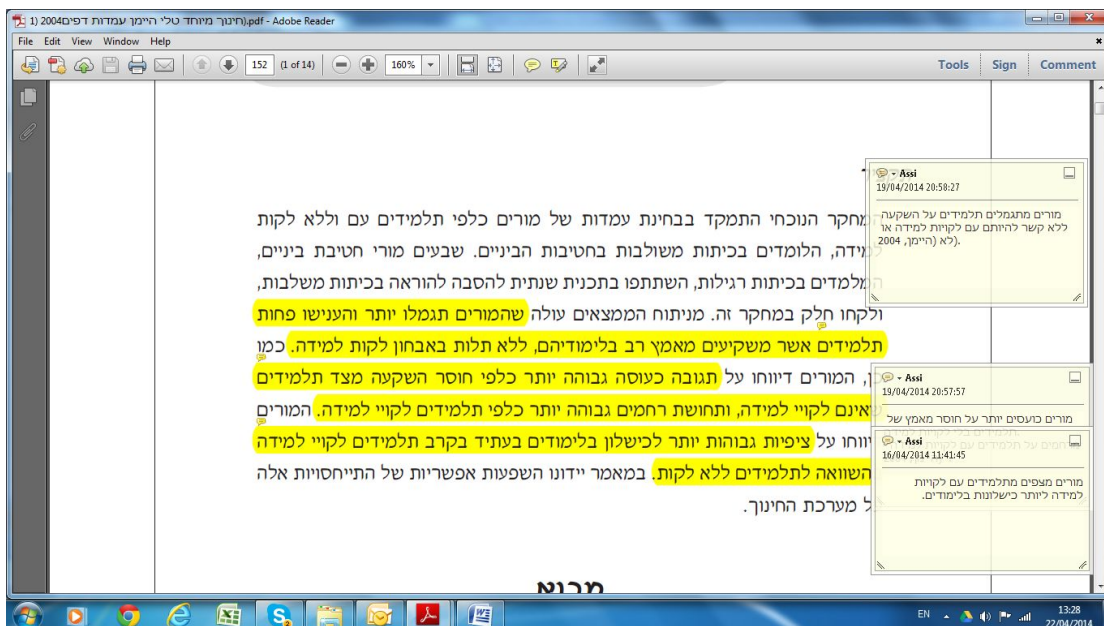 1) 2004חינוך מיוחד טלי היימן עמדות דפים).pdf - Adobe Reader
File Edit View Window Help
152 (1 of 14) 160% Tools Sign Comment
המחקר הנוכחי התמקד בבחינת עמדות של מורים כלפי תלמידים עם וללא לקות
למידה, הלומדים בכיתות משולבות בחטיבות הביניים. שבעים מורי חטיבת ביניים,
המלמדים בכיתות רגילות, השתתפו בתכנית שנתית להסבה להוראה בכיתות משלבות,
ולקחו חלק במחקר זה. מניתוח הממצאים עולה שהמורים תגמלו יותר והענישו פחות
תלמידים אשר משקיעים מאמץ רב בלימודיהם, ללא תלות באבחון לקות למידה. כמו
כן, המורים דיווחו על תגובה כעוסה גבוהה יותר כלפי חוסר השקעה מצד תלמידים
שאינם לקויי למידה, ותחושת רחמים גבוהה יותר כלפי תלמידים לקויי למידה. המורים
דיווחו על ציפיות גבוהות יותר לכישלון בלימודים בעתיד בקרב תלמידים לקויי למידה
בהשוואה לתלמידים ללא לקות. במאמר יידונו השפעות אפשריות של התייחסויות אלה
על מערכת החינוך.
מבוא
Assi
19/04/2014 20:58:27
מורים מתגמלים תלמידים על השקעה
ללא קשר להיותם עם לקויות למידה או
לא (היימן, 2004).
Assi
19/04/2014 20:57:57
מורים כועסים יותר על חוסר מאמץ של
Assi
16/04/2014 11:41:45
מורים מצפים מתלמידים עם לקויות
למידה ליותר כישלונות בלימודים.
EN 13:28
22/04/2014